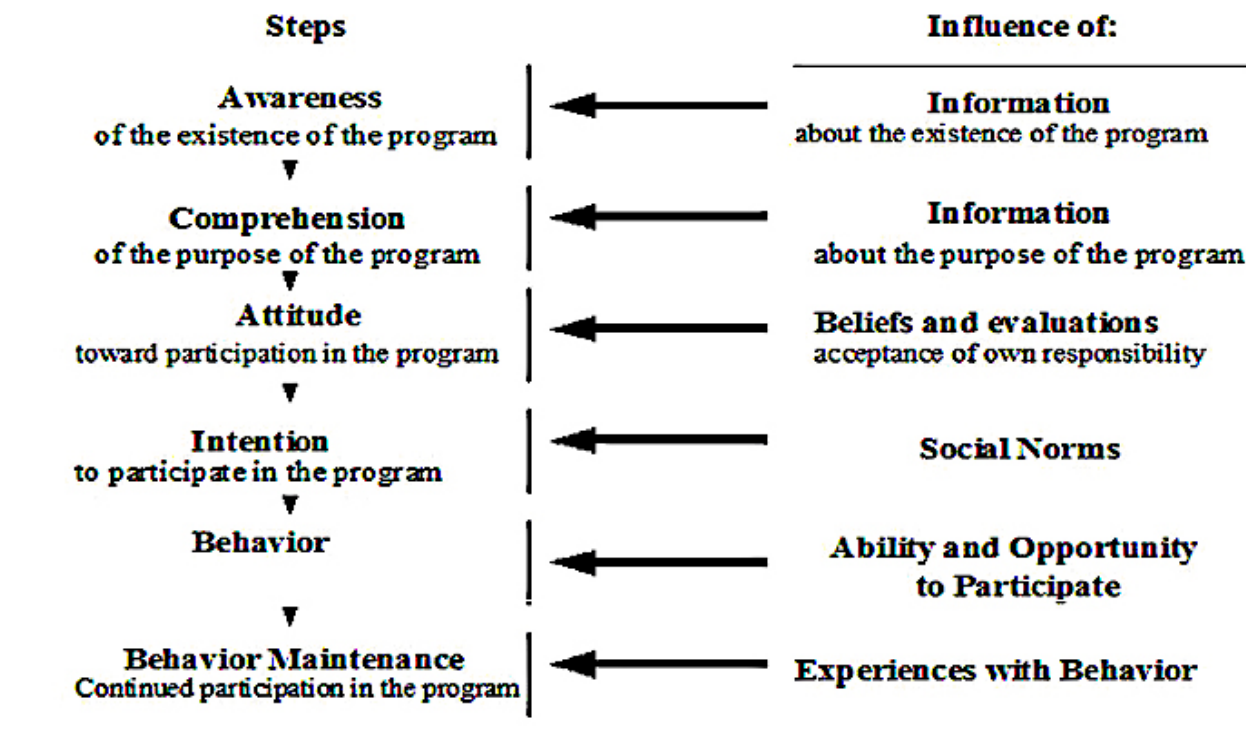 Steps
Influence of:
Awareness
of the existence of the program
Information
about the existence of the program
Comprehension
of the purpose of the program
Information
about the purpose of the program
Attitude
toward participation in the program
Beliefs and evaluations
acceptance of own responsibility
Intention
to participate in the program
Social Norms
Behavior
Ability and Opportunity
to Participate
Behavior Maintenance
Continued participation in the program
Experiences with Behavior